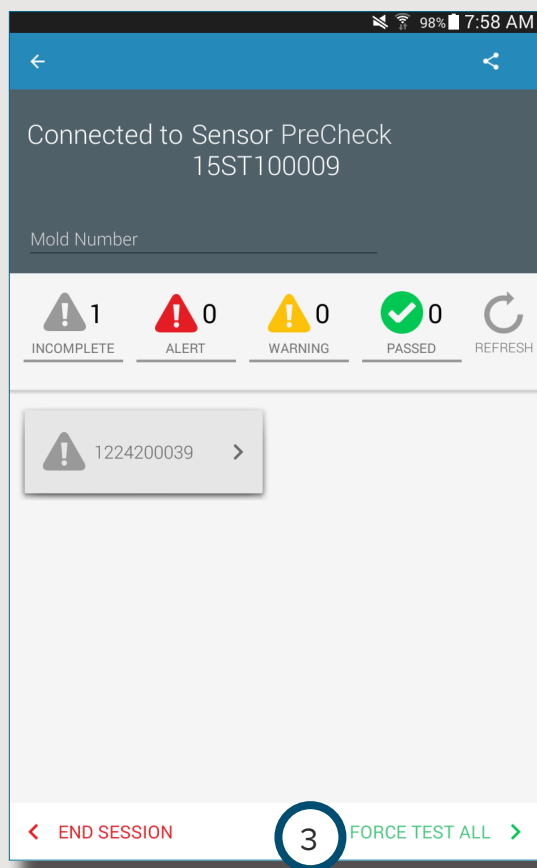 98% 7:58 AM
Connected to Sensor PreCheck
15ST100009
Mold Number
1 0 0 0
INCOMPLETE ALERT WARNING PASSED REFRESH
1224200039
END SESSION 3 FORCE TEST ALL